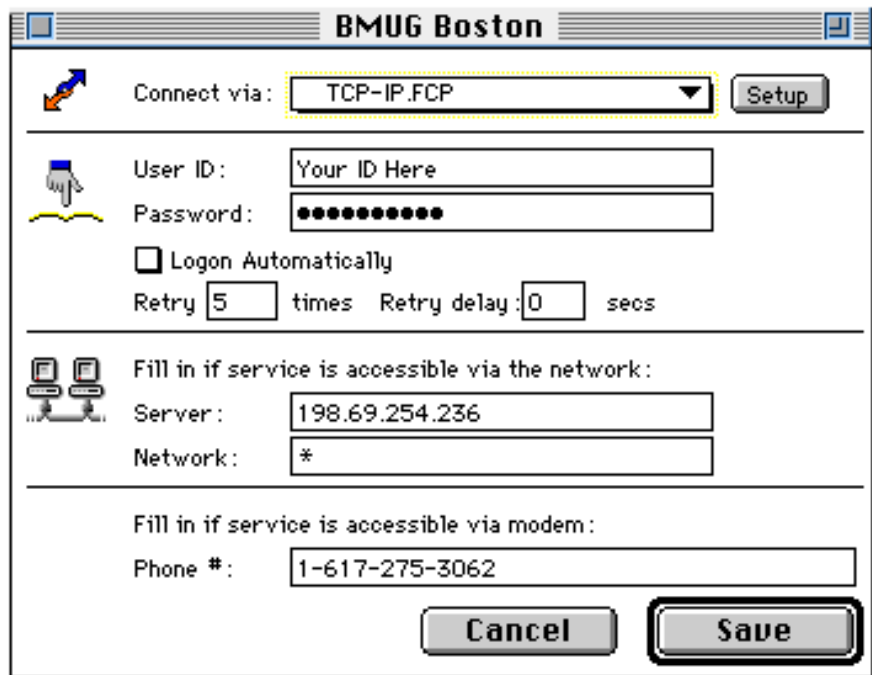 BMUG Boston
Connect via: TCP-IP.FCP Setup
User ID: Your ID Here
Password: ●●●●●●●●●●
Logon Automatically
Retry 5 times Retry delay: 0 secs
Fill in if service is accessible via the network:
Server: 198.69.254.236
Network: *
Fill in if service is accessible via modem:
Phone #: 1-617-275-3062
Cancel Save